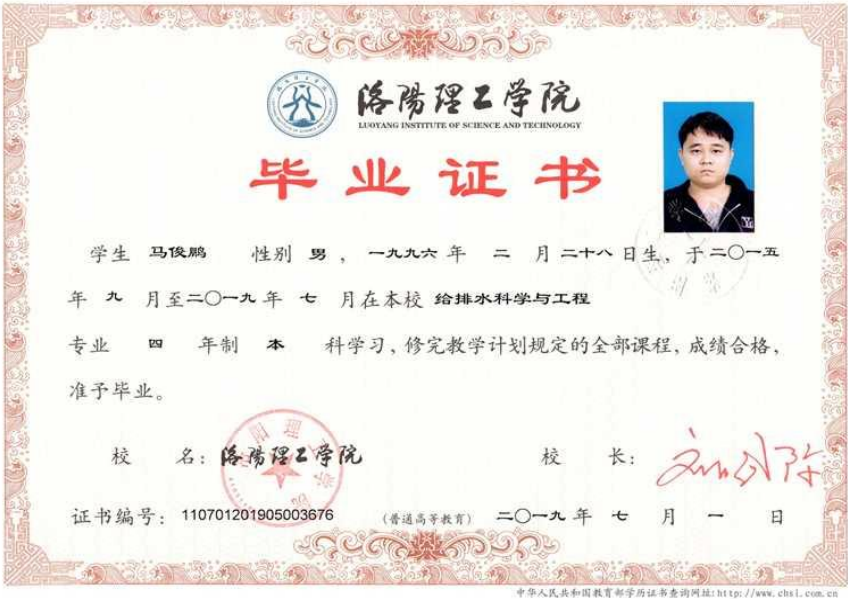 洛阳理工学院
LUOYANG INSTITUTE OF SCIENCE AND TECHNOLOGY
毕业证书
学生 马俊鹏 性别 男 , 一九九六 年 二 月 二十八 日生, 于 二〇一五
年 九 月至 二〇一九 年 七 月在本校 给排水科学与工程
专业 四 年制 本 科学习, 修完教学计划规定的全部课程, 成绩合格,
准予毕业。
校 名: 洛阳理工学院 校 长:
证书编号: 110701201905003676 (普通高等教育) 二〇一九 年 七 月 一 日
中华人民共和国教育部学历证书查询网址:http://www.chsi.com.cn